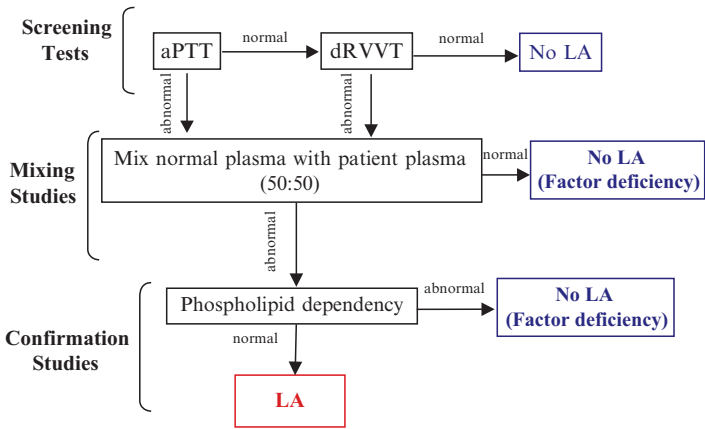 Screening
Tests
aPTT
normal
dRVVT
normal
No LA
abnormal
abnormal
Mixing
Studies
Mix normal plasma with patient plasma
(50:50)
normal
No LA
(Factor deficiency)
abnormal
Confirmation
Studies
Phospholipid dependency
abnormal
No LA
(Factor deficiency)
normal
LA